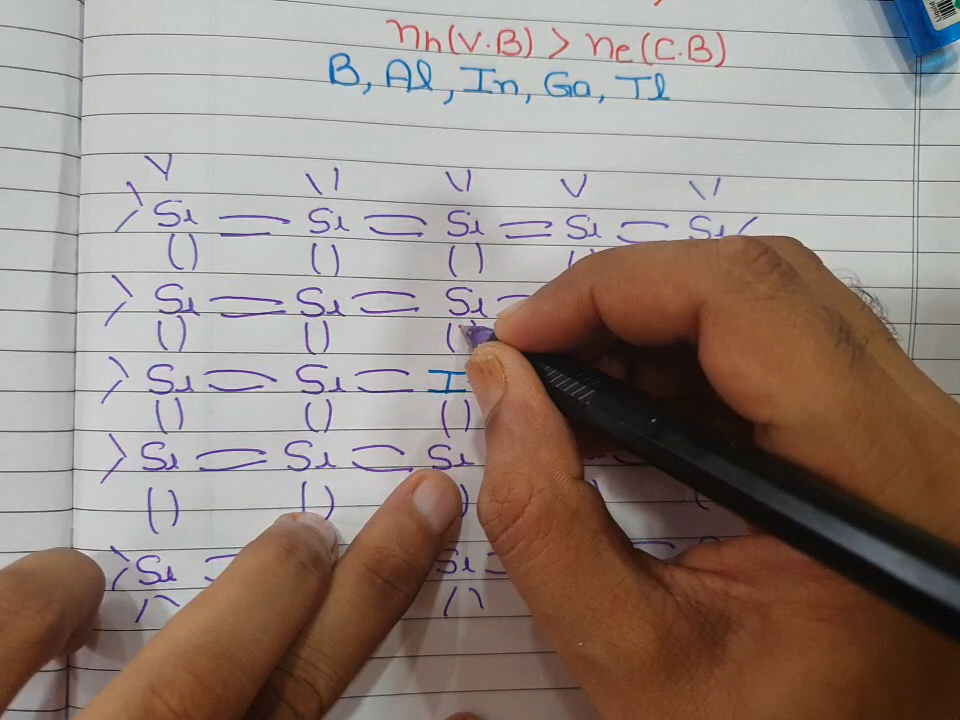 nh(V.B) > ne(C.B)
B, Al, In, Ga, Tl
Si Si Si Si Si
Si Si Si
Si Si I
Si Si Si
Si Si